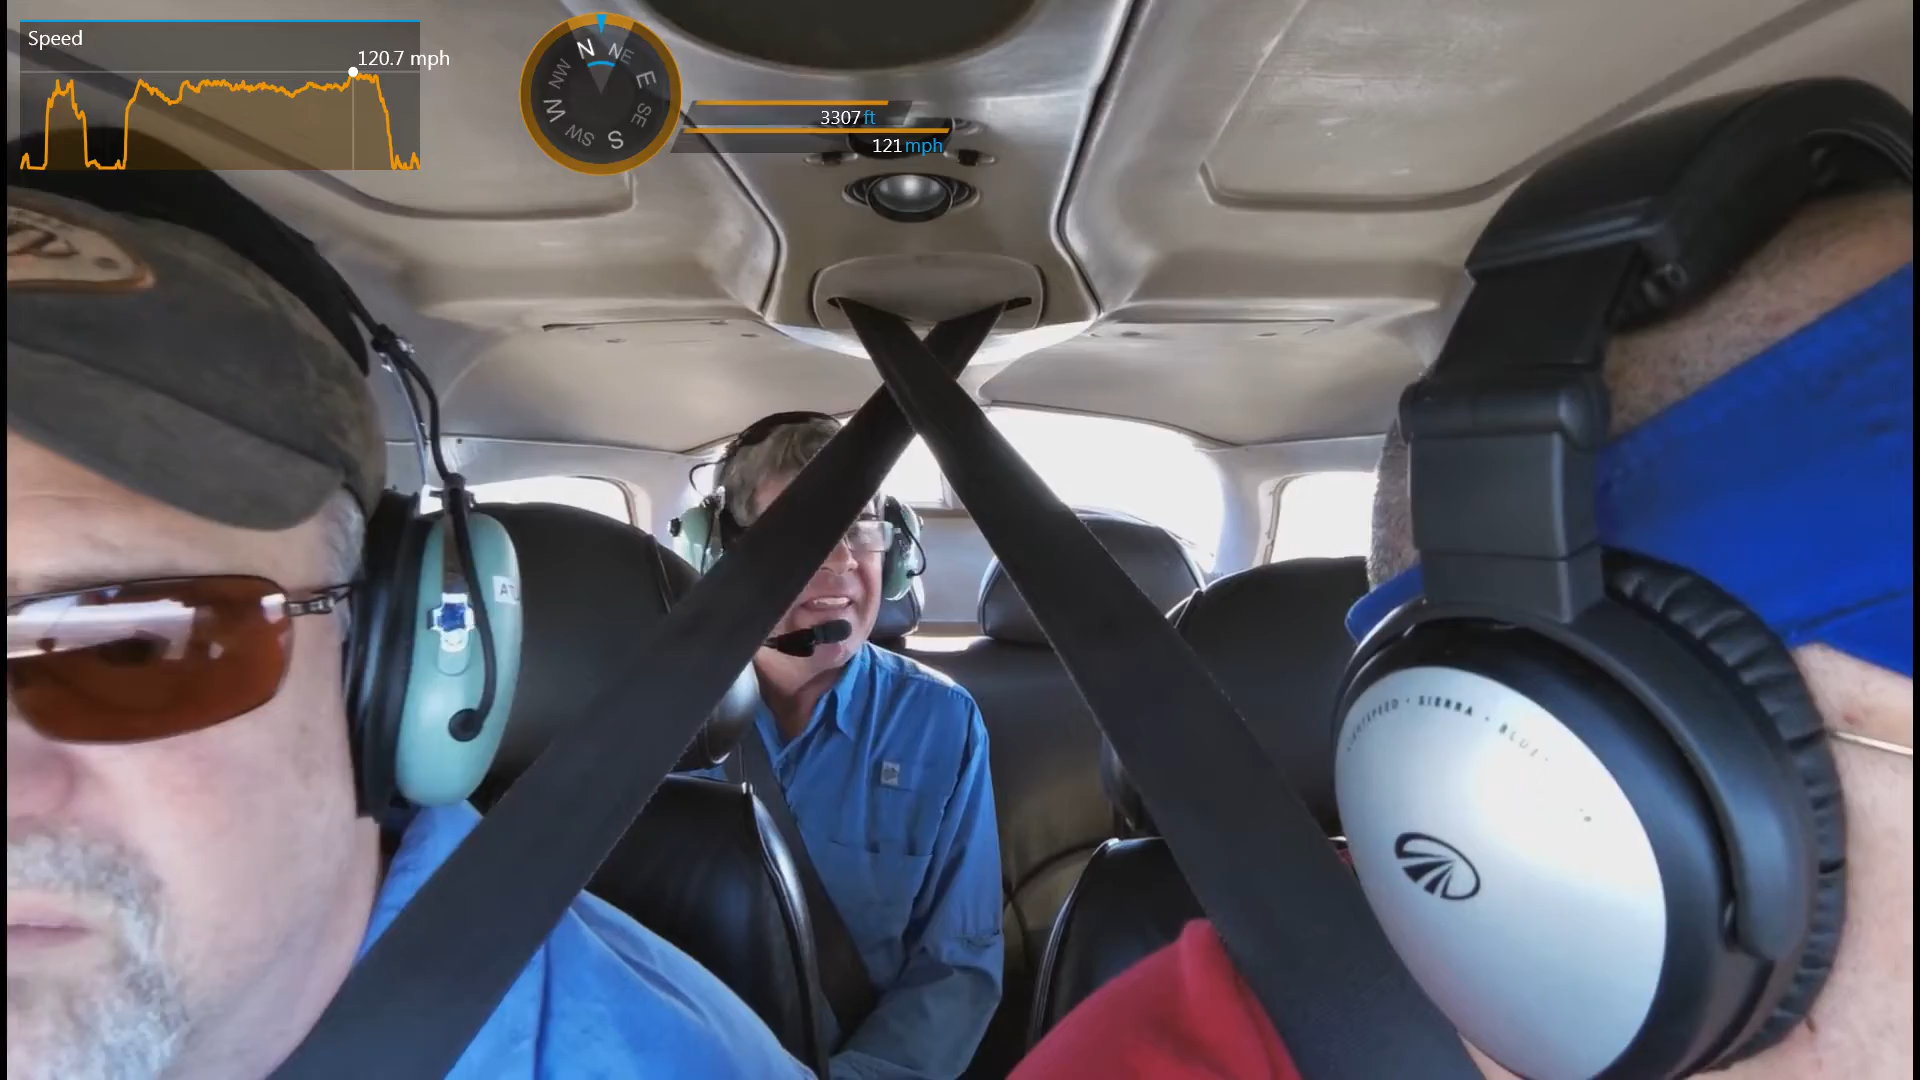 Speed
120.7 mph
N
NE
E
SE
S
SW
W
NW
3307 ft
121 mph
SIERRA